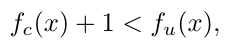 f_c(x) + 1 < f_u(x),